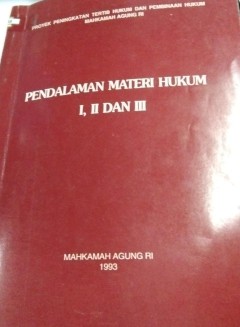 PROYEK PENINGKATAN TERTIB HUKUM DAN PEMBINAAN HUKUM
MAHKAMAH AGUNG RI
PENDALAMAN MATERI HUKUM
I, II DAN III
MAHKAMAH AGUNG RI
1993